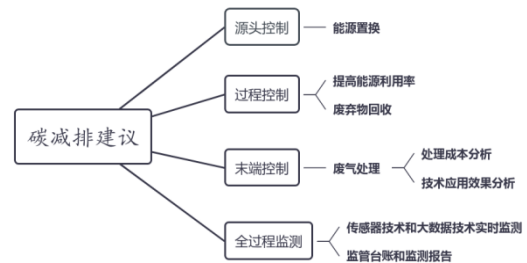 碳减排建议
源头控制
能源置换
过程控制
提高能源利用率
废弃物回收
末端控制
废气处理
处理成本分析
技术应用效果分析
全过程监测
传感器技术和大数据技术实时监测
监管台账和监测报告